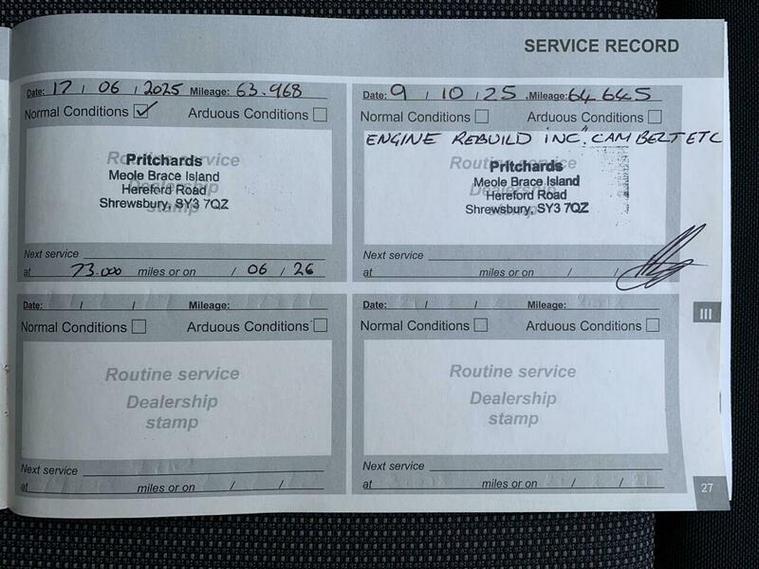 SERVICE RECORD
Date: 17 / 06 / 2025 Mileage: 63.968
Normal Conditions ✓ Arduous Conditions
Routine service
Dealership
stamp
Pritchards
Meole Brace Island
Hereford Road
Shrewsbury, SY3 7QZ
Next service
at 73.000 miles or on / 06 / 26
Date: 9 / 10 / 25 Mileage: 64645
Normal Conditions Arduous Conditions
ENGINE REBUILD INC. CAMBELT ETC
Routine service
Dealership
stamp
Pritchards
Meole Brace Island
Hereford Road
Shrewsbury, SY3 7QZ
Next service
at miles or on / /
Date: / / Mileage:
Normal Conditions Arduous Conditions
Routine service
Dealership
stamp
Next service
at miles or on / /
Date: / / Mileage:
Normal Conditions Arduous Conditions
Routine service
Dealership
stamp
Next service
at miles or on / /
III
27